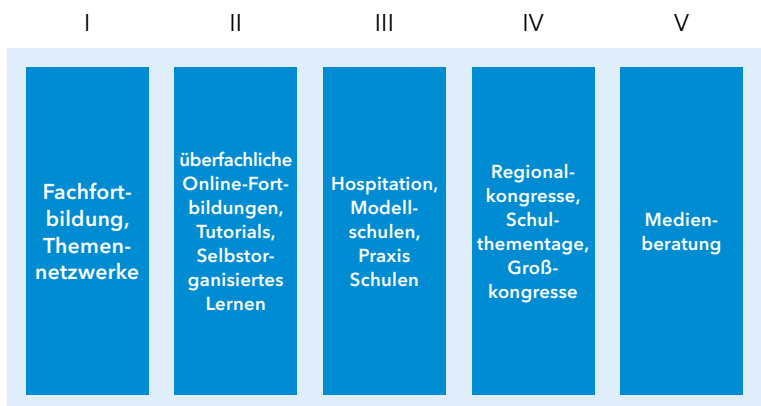 I
II
III
IV
V
Fachfort-
bildung,
Themen-
netzwerke
überfachliche
Online-Fort-
bildungen,
Tutorials,
Selbstor-
ganisiertes
Lernen
Hospitation,
Modell-
schulen,
Praxis
Schulen
Regional-
kongresse,
Schul-
thementage,
Groß-
kongresse
Medien-
beratung